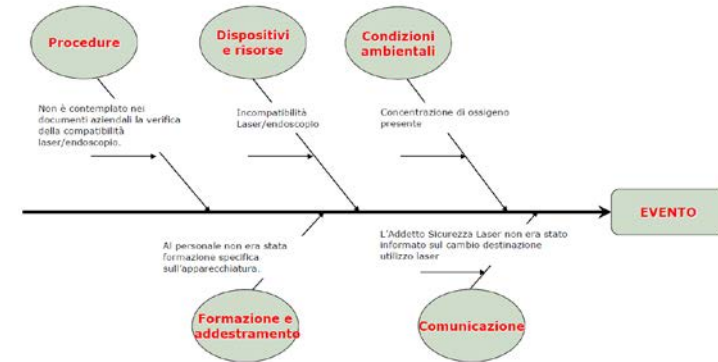 Procedure
Dispositivi
e risorse
Condizioni
ambientali
Non è contemplato nei
documenti aziendali la verifica
della compatibilità
laser/endoscopio.
Incompatibilità
Laser/endoscopio
Concentrazione di ossigeno
presente
EVENTO
Al personale non era stata
formazione specifica
sull'apparecchiatura.
L'Addetto Sicurezza Laser non era stato
informato sul cambio destinazione
utilizzo laser
Formazione e
addestramento
Comunicazione